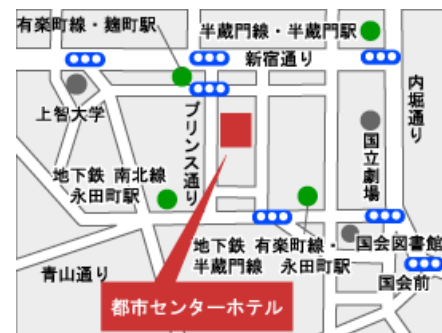 有楽町線・麹町駅
半蔵門線・半蔵門駅
新宿通り
内堀通り
上智大学
プリンス通り
国立劇場
地下鉄 南北線
永田町駅
地下鉄 有楽町線・
半蔵門線 永田町駅
国会図書館
国会前
青山通り
都市センターホテル